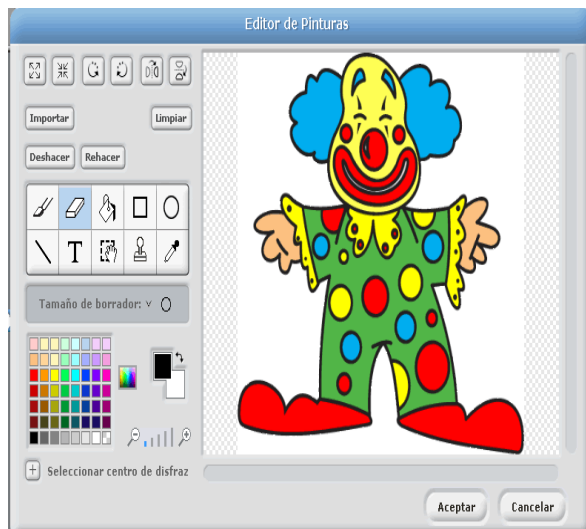 Editor de Pinturas
Importar Limpiar
Deshacer Rehacer
T
Tamaño de borrador:
Seleccionar centro de disfraz
Aceptar Cancelar